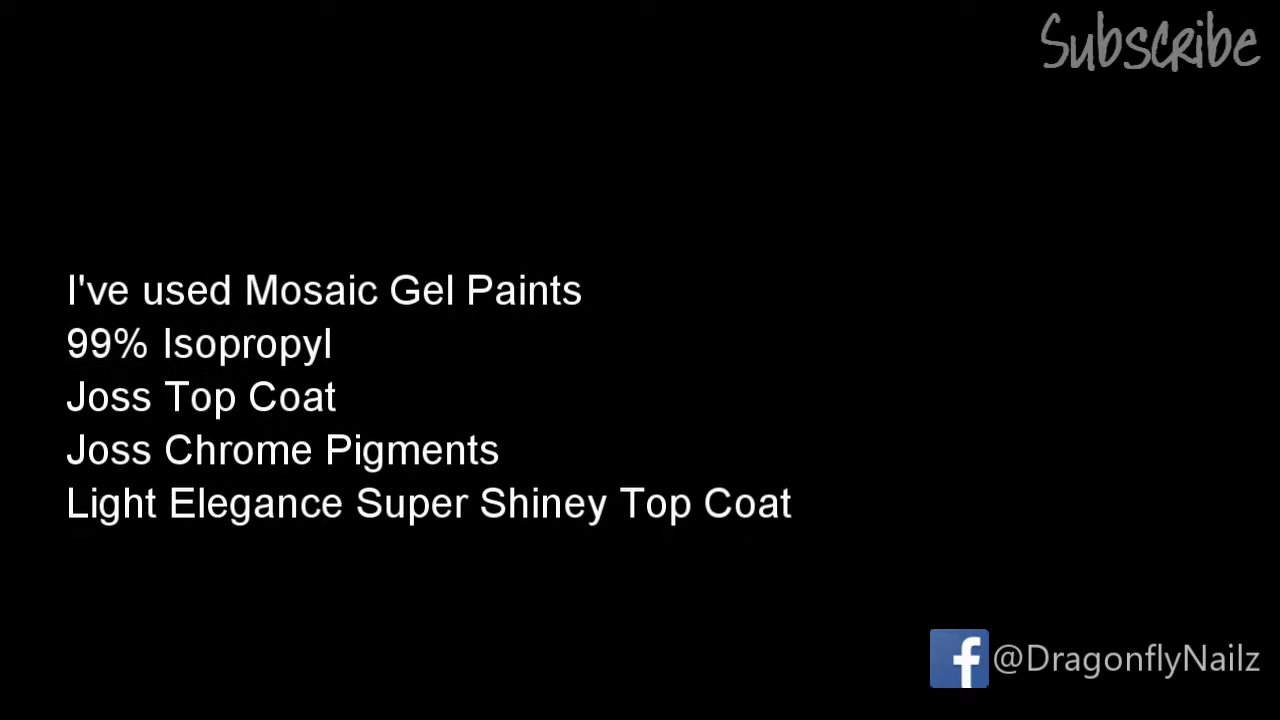 Subscribe
I've used Mosaic Gel Paints
99% Isopropyl
Joss Top Coat
Joss Chrome Pigments
Light Elegance Super Shiney Top Coat
f @DragonflyNailz